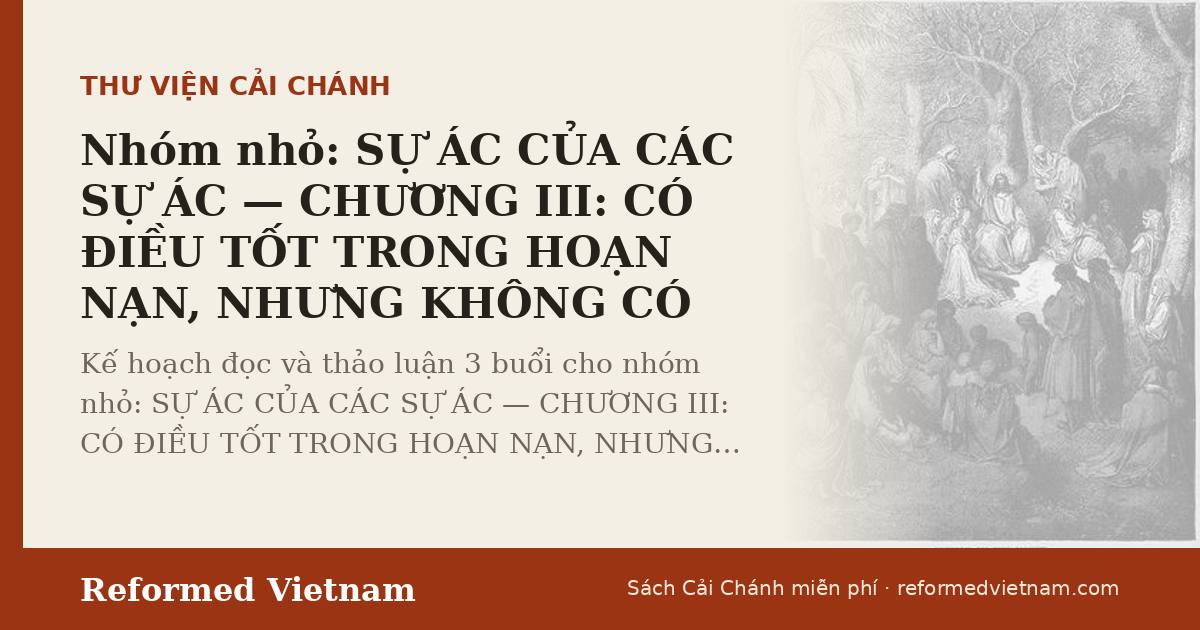 THƯ VIỆN CẢI CHÁNH
Nhóm nhỏ: SỰ ÁC CỦA CÁC
SỰ ÁC — CHƯƠNG III: CÓ
ĐIỀU TỐT TRONG HOẠN
NẠN, NHƯNG KHÔNG CÓ
Kế hoạch đọc và thảo luận 3 buổi cho nhóm
nhỏ: SỰ ÁC CỦA CÁC SỰ ÁC — CHƯƠNG III:
CÓ ĐIỀU TỐT TRONG HOẠN NẠN, NHƯNG...
Reformed Vietnam
Sách Cải Chánh miễn phí · reformedvietnam.com